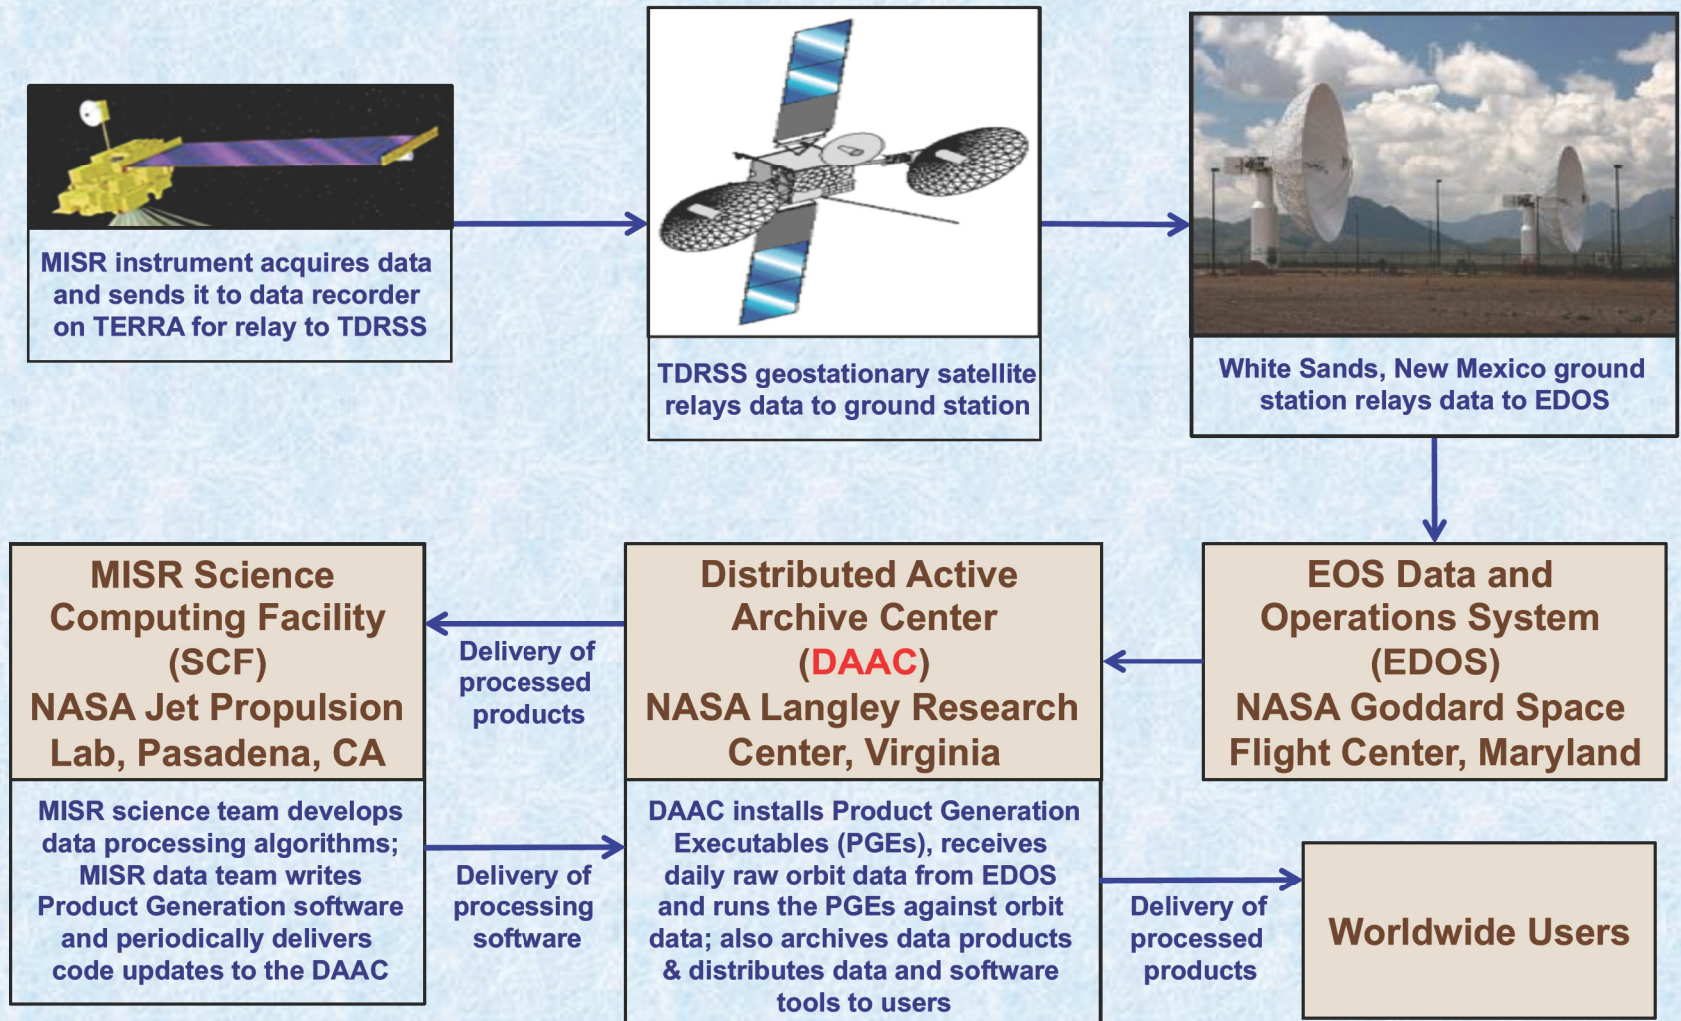 MISR instrument acquires data
and sends it to data recorder
on TERRA for relay to TDRSS
TDRSS geostationary satellite
relays data to ground station
White Sands, New Mexico ground
station relays data to EDOS
MISR Science
Computing Facility
(SCF)
NASA Jet Propulsion
Lab, Pasadena, CA
MISR science team develops
data processing algorithms;
MISR data team writes
Product Generation software
and periodically delivers
code updates to the DAAC
Delivery of
processed
products
Delivery of
processing
software
Distributed Active
Archive Center
(DAAC)
NASA Langley Research
Center, Virginia
DAAC installs Product Generation
Executables (PGEs), receives
daily raw orbit data from EDOS
and runs the PGEs against orbit
data; also archives data products
& distributes data and software
tools to users
EOS Data and
Operations System
(EDOS)
NASA Goddard Space
Flight Center, Maryland
Delivery of
processed
products
Worldwide Users